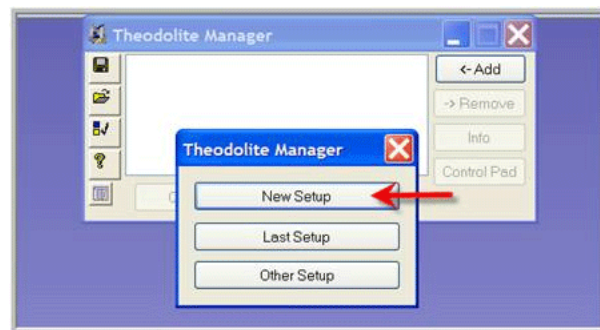 Theodolite Manager
<- Add
-> Remove
Info
Control Pad
Theodolite Manager
New Setup
Last Setup
Other Setup